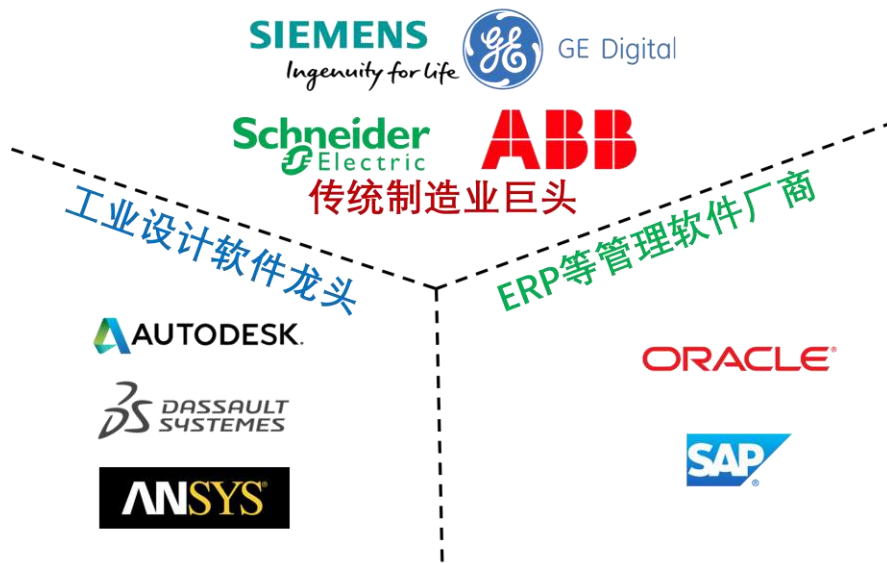 SIEMENS
Ingenuity for life
GE
GE Digital
Schneider
Electric
ABB
传统制造业巨头
工业设计软件龙头
ERP等管理软件厂商
AUTODESK.
DS DASSAULT
SYSTEMES
ANSYS®
ORACLE®
SAP®